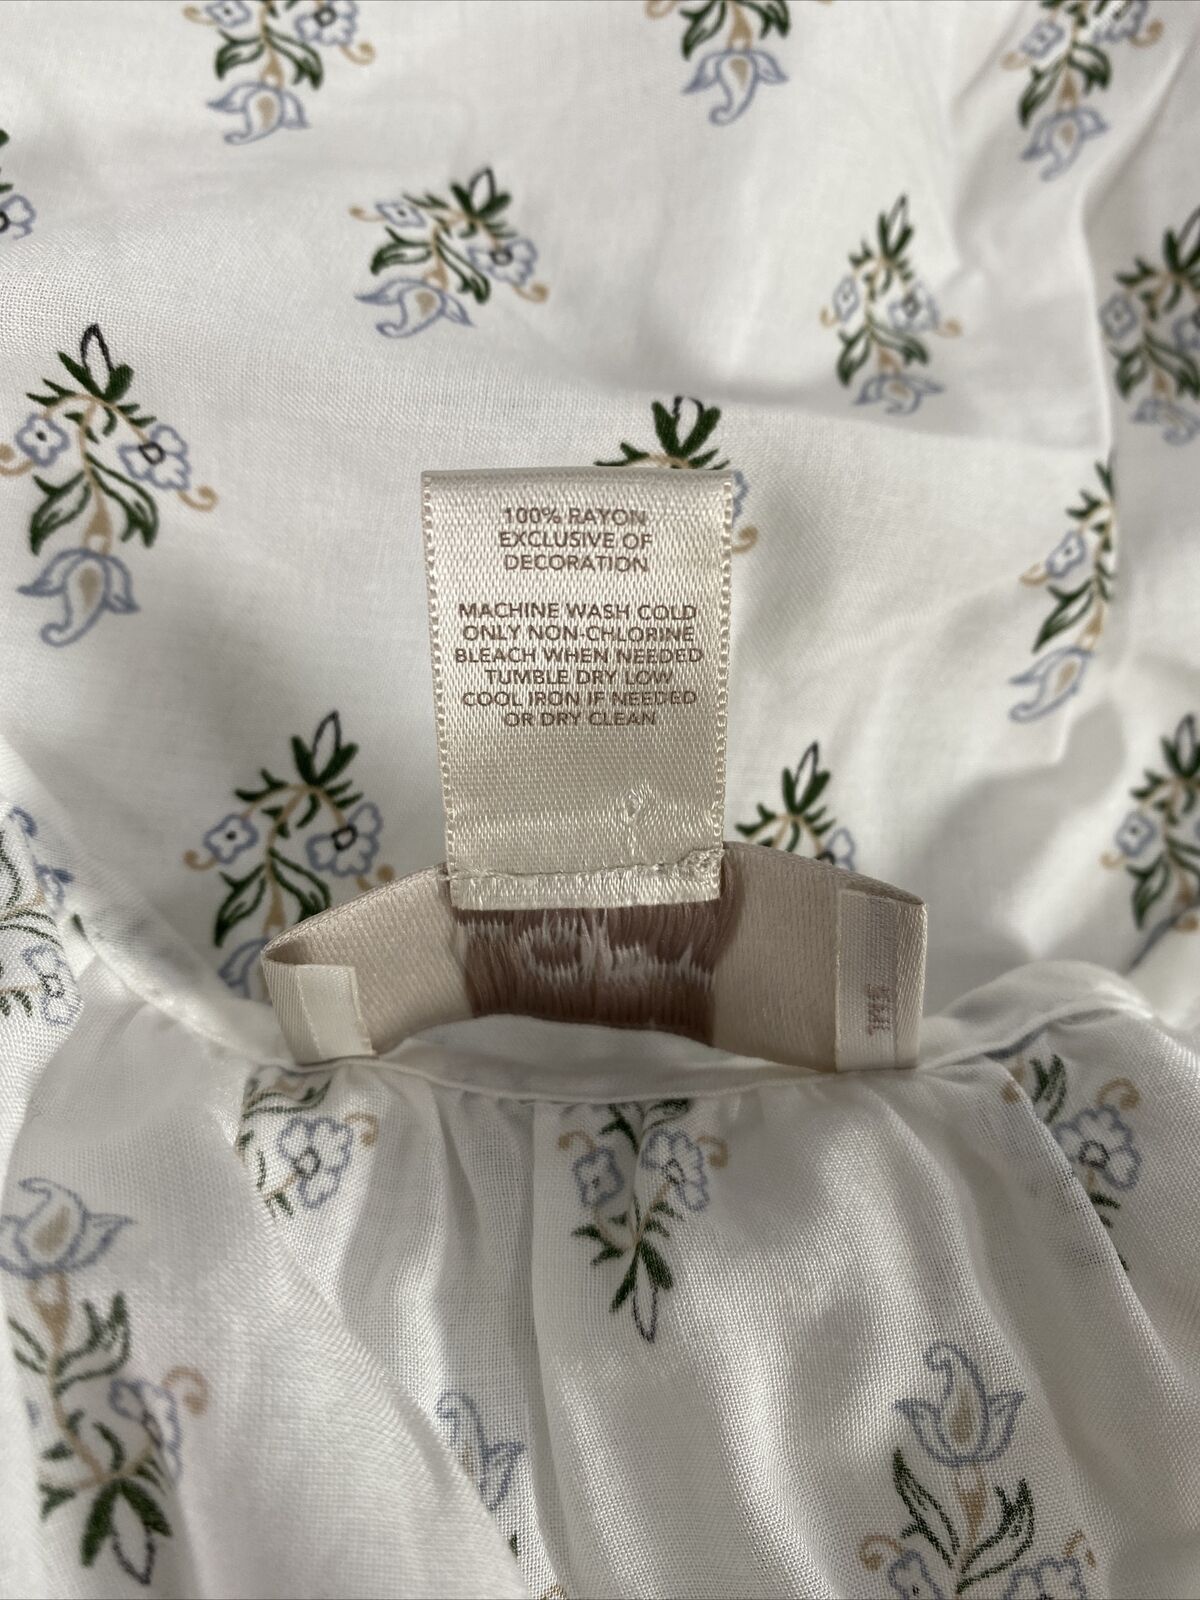 100% RAYON
EXCLUSIVE OF
DECORATION
MACHINE WASH COLD
ONLY NON-CHLORINE
BLEACH WHEN NEEDED
TUMBLE DRY LOW
COOL IRON IF NEEDED
OR DRY CLEAN